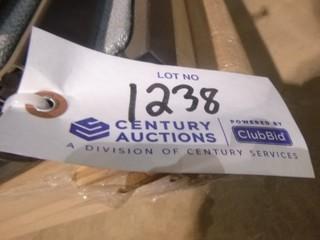 LOT NO
1238
CENTURY AUCTIONS
POWERED BY
ClubBid
A DIVISION OF CENTURY SERVICES